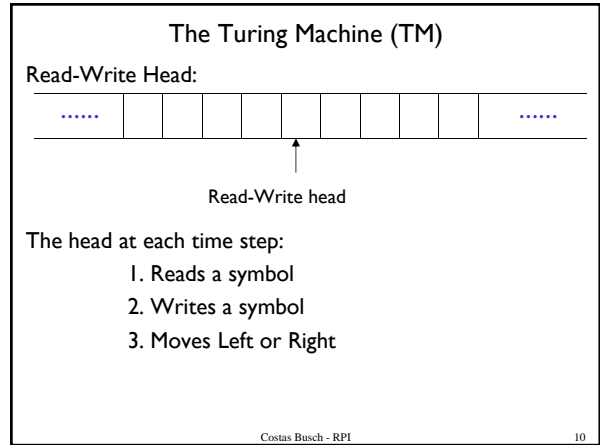 The Turing Machine (TM)
Read-Write Head:
...... ......
Read-Write head
The head at each time step:
1. Reads a symbol
2. Writes a symbol
3. Moves Left or Right
Costas Busch - RPI 10